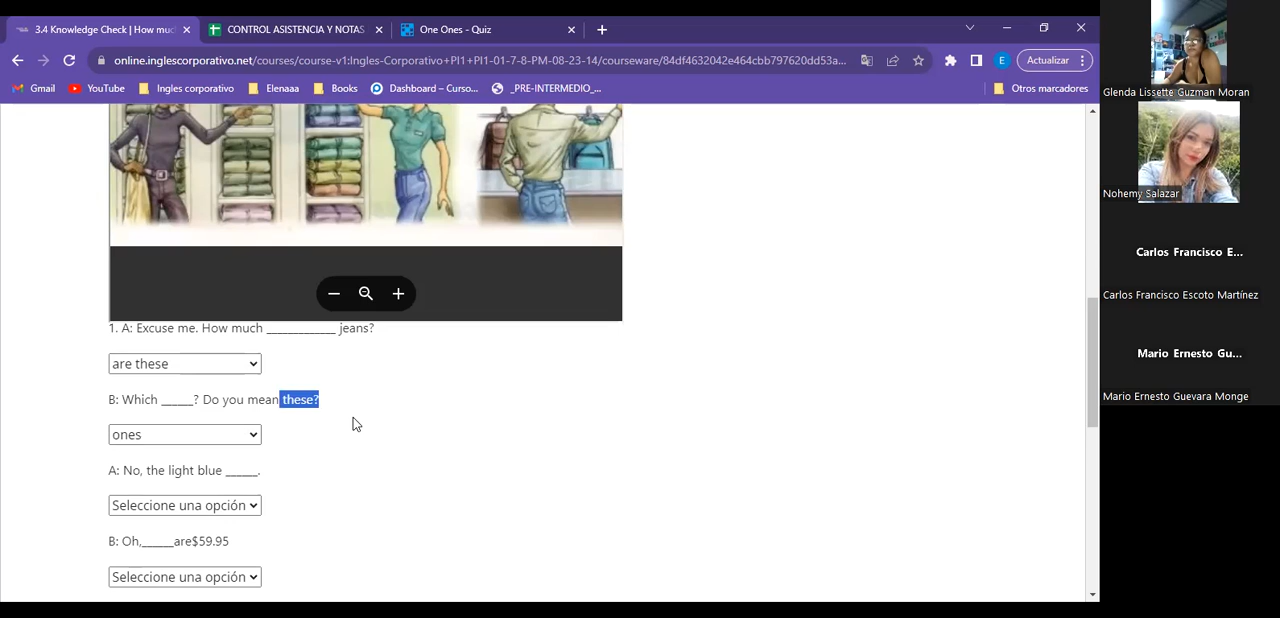 3.4 Knowledge Check | How muc
CONTROL ASISTENCIA Y NOTAS
One Ones - Quiz
online.inglescorporativo.net/courses/course-v1:Ingles-Corporativo+PI1+PI1-01-7-8-PM-08-23-14/courseware/84df4632042e464cbb797620dd53a...
E
Actualizar
Gmail
YouTube
Ingles corporativo
Elenaaa
Books
Dashboard – Curso...
_PRE-INTERMEDIO_...
Otros marcadores
1. A: Excuse me. How much _____________ jeans?
are these
B: Which ______? Do you mean these?
ones
A: No, the light blue ______.
Seleccione una opción
B: Oh,______are$59.95
Seleccione una opción
Glenda Lissette Guzman Moran
Nohemy Salazar
Carlos Francisco E...
Carlos Francisco Escoto Martínez
Mario Ernesto Gu...
Mario Ernesto Guevara Monge